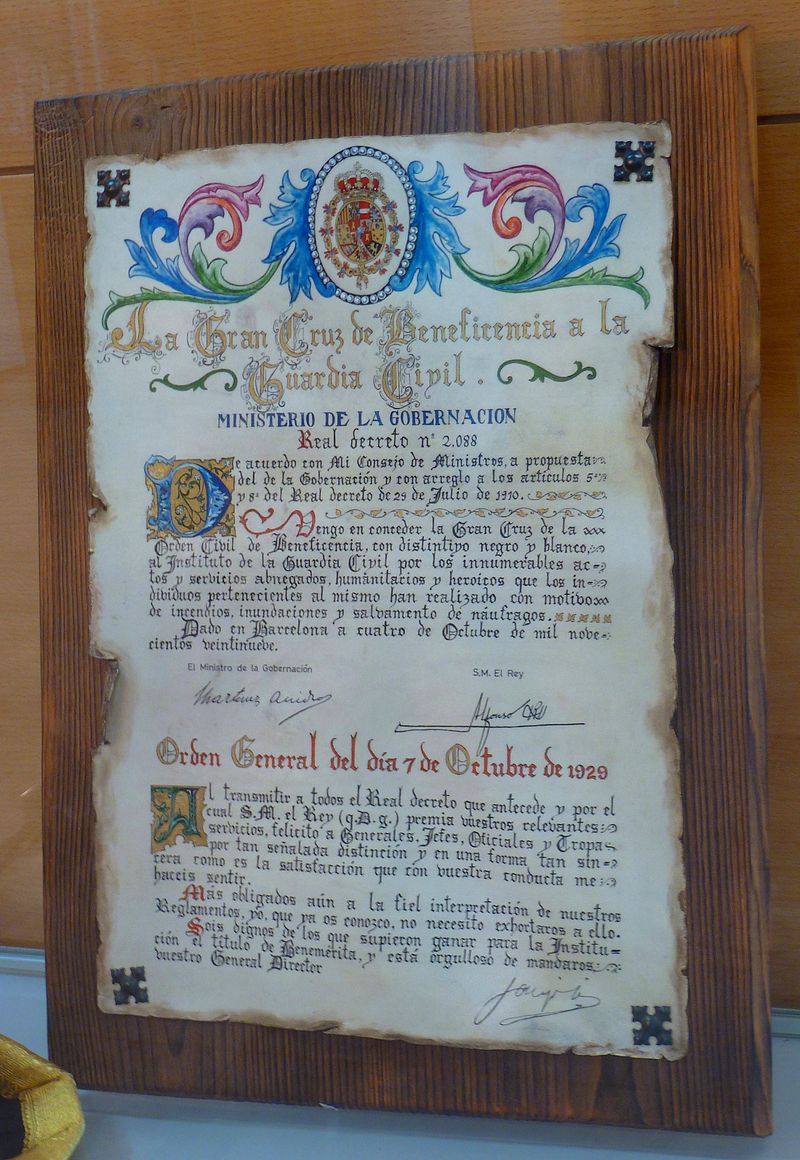 La Gran Cruz de Beneficencia a la
Guardia Civil.
MINISTERIO DE LA GOBERNACION
Real decreto nº 2.088
De acuerdo con Mi Consejo de Ministros, a propuesta
del de la Gobernación y con arreglo a los artículos 5º
y 8º del Real decreto de 29 de Julio de 1910.
Vengo en conceder la Gran Cruz de la
Orden Civil de Beneficencia, con distintivo negro y blanco,
al Instituto de la Guardia Civil por los innumerables ac-
tos y servicios abnegados, humanitarios y heroicos que los in-
dividuos pertenecientes al mismo han realizado con motivo
de incendios, inundaciones y salvamento de náufragos.
Dado en Barcelona a cuatro de Octubre de mil nove-
cientos veintinueve.
El Ministro de la Gobernación
S.M. El Rey
Martínez Anido
Alfonso XIII
Orden General del día 7 de Octubre de 1929
Al transmitir a todos el Real decreto que antecede y por el
cual S.M. el Rey (q.D.g.) premia vuestros relevantes
servicios, felicito a Generales, Jefes, Oficiales y Tropa
por tan señalada distinción y en una forma tan sin-
cera como es la satisfacción que con vuestra conducta me
haceis sentir.
Más obligados aún a la fiel interpretación de nuestros
Reglamentos, yo, que ya os conozco, no necesito exhortaros a ello.
Sois dignos de los que supieron ganar para la Institu-
ción el título de Benemérita, y está orgulloso de mandaros
vuestro General Director